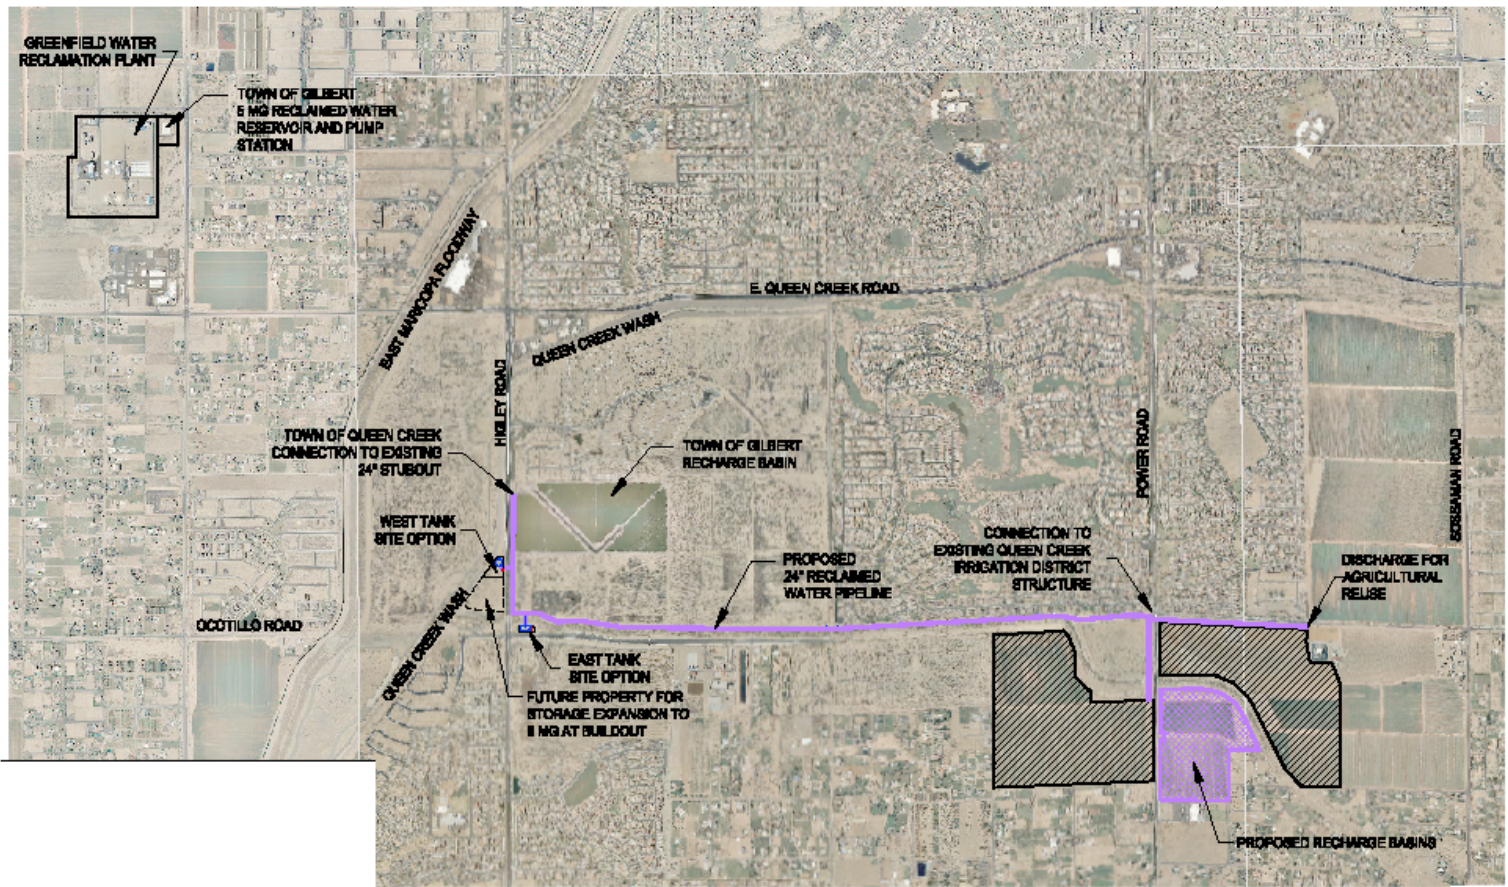 GREENFIELD WATER
RECLAMATION PLANT
TOWN OF GILBERT
5 MG RECLAIMED WATER
RESERVOIR AND PUMP
STATION
EAST MARICOPA FLOODWAY
E. QUEEN CREEK ROAD
QUEEN CREEK WASH
HIGLEY ROAD
TOWN OF QUEEN CREEK
CONNECTION TO EXISTING
24" STUBOUT
TOWN OF GILBERT
RECHARGE BASIN
POWER ROAD
SOSSAMAN ROAD
WEST TANK
SITE OPTION
PROPOSED
24" RECLAIMED
WATER PIPELINE
CONNECTION TO
EXISTING QUEEN CREEK
IRRIGATION DISTRICT
STRUCTURE
DISCHARGE FOR
AGRICULTURAL
REUSE
OCOTILLO ROAD
QUEEN CREEK WASH
EAST TANK
SITE OPTION
FUTURE PROPERTY FOR
STORAGE EXPANSION TO
MG AT BUILDOUT
PROPOSED RECHARGE BASINS